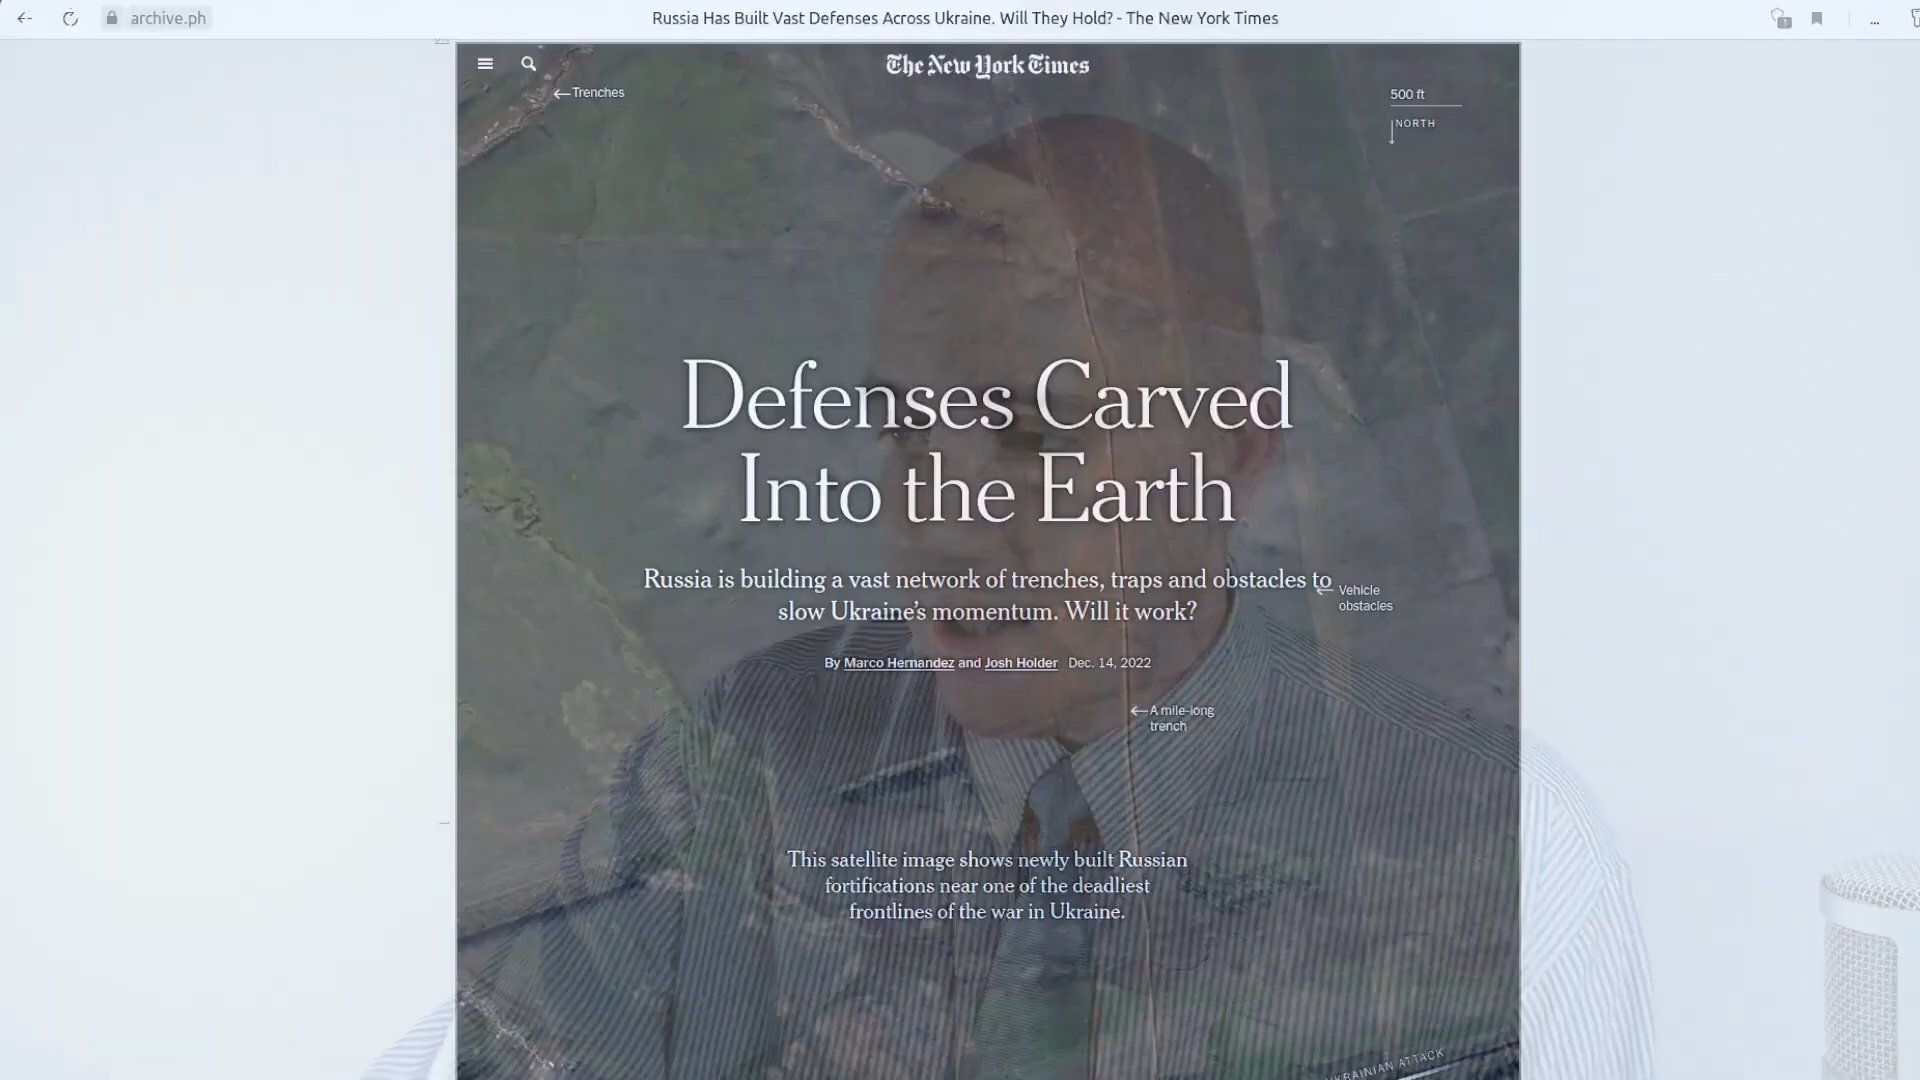 archive.ph
Russia Has Built Vast Defenses Across Ukraine. Will They Hold? - The New York Times
...
The New York Times
Trenches
500 ft
NORTH
Defenses Carved
Into the Earth
Russia is building a vast network of trenches, traps and obstacles to
slow Ukraine's momentum. Will it work?
Vehicle
obstacles
By Marco Hernandez and Josh Holder Dec. 14, 2022
A mile-long
trench
This satellite image shows newly built Russian
fortifications near one of the deadliest
frontlines of the war in Ukraine.
ATTACK